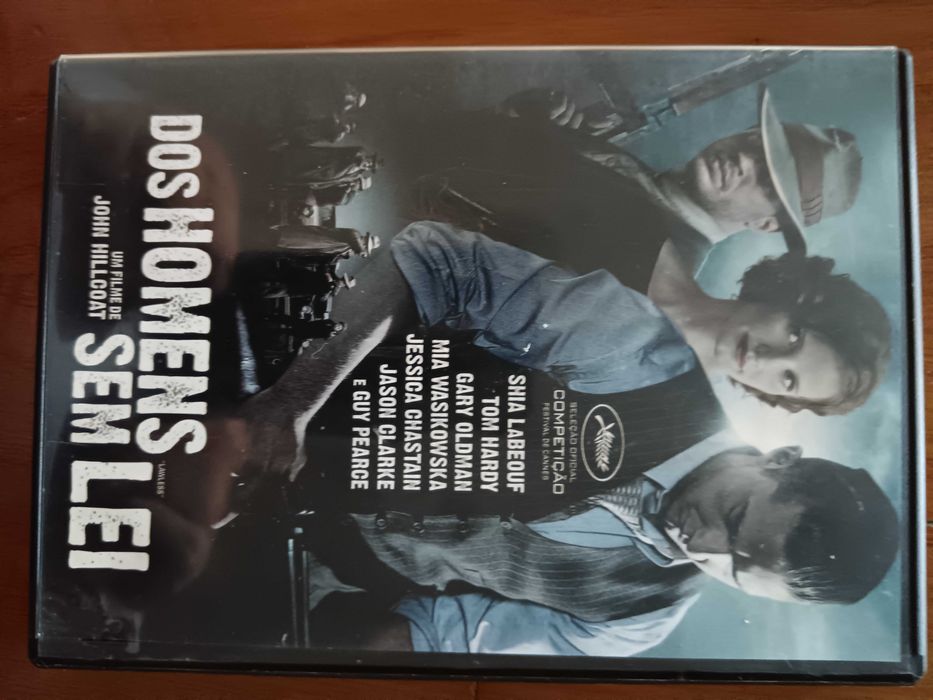 SELEÇÃO OFICIAL
COMPETIÇÃO
FESTIVAL DE CANNES
SHIA LABEOUF
TOM HARDY
GARY OLDMAN
MIA WASIKOWSKA
JESSICA CHASTAIN
JASON CLARKE
E GUY PEARCE
DOS HOMENS
"LAWLESS"
SEM LEI
UM FILME DE
JOHN HILLCOAT